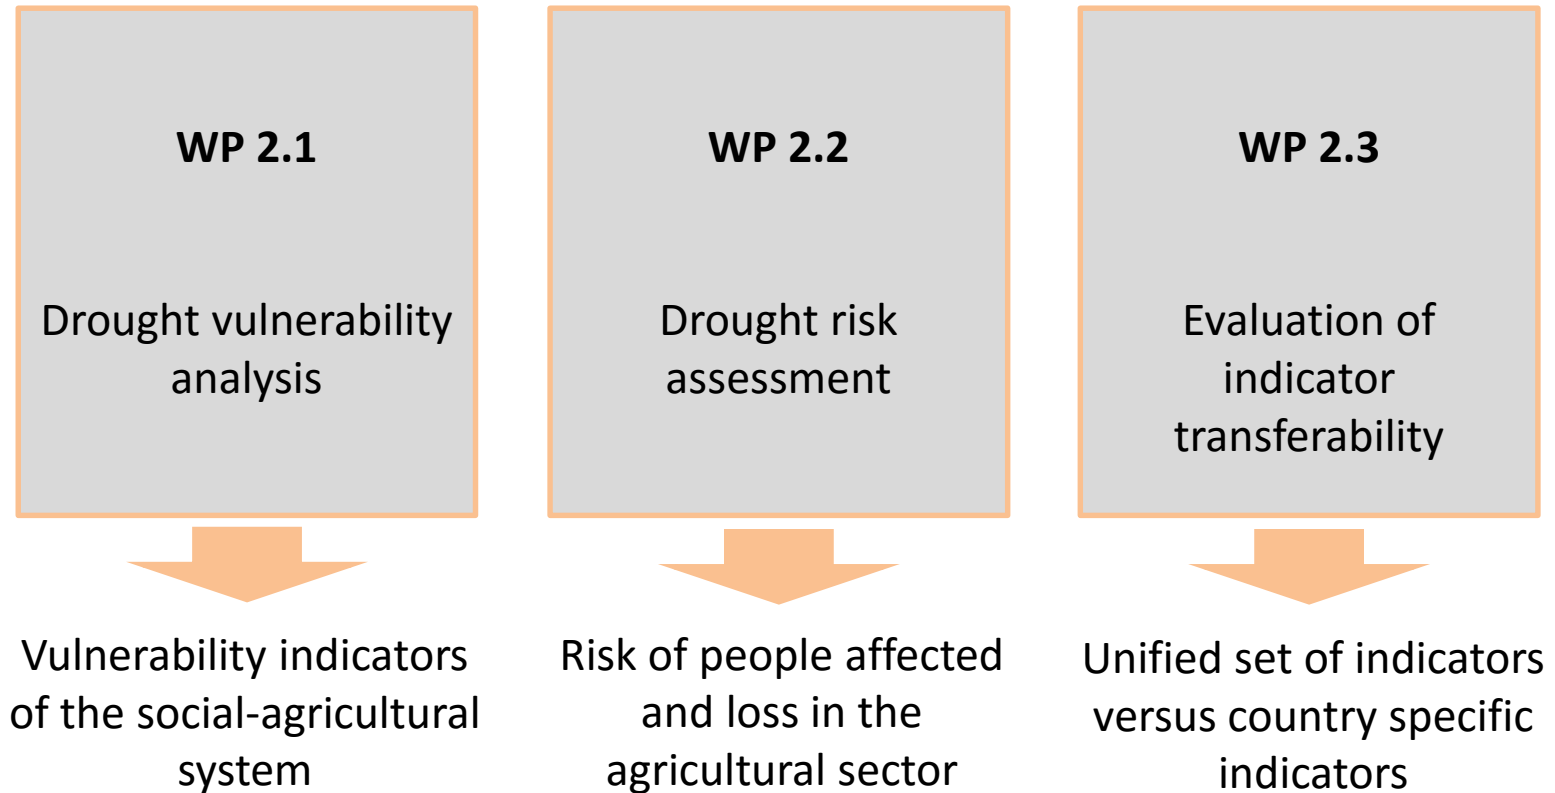 WP 2.1
Drought vulnerability
analysis
Vulnerability indicators
of the social-agricultural
system
WP 2.2
Drought risk
assessment
Risk of people affected
and loss in the
agricultural sector
WP 2.3
Evaluation of
indicator
transferability
Unified set of indicators
versus country specific
indicators